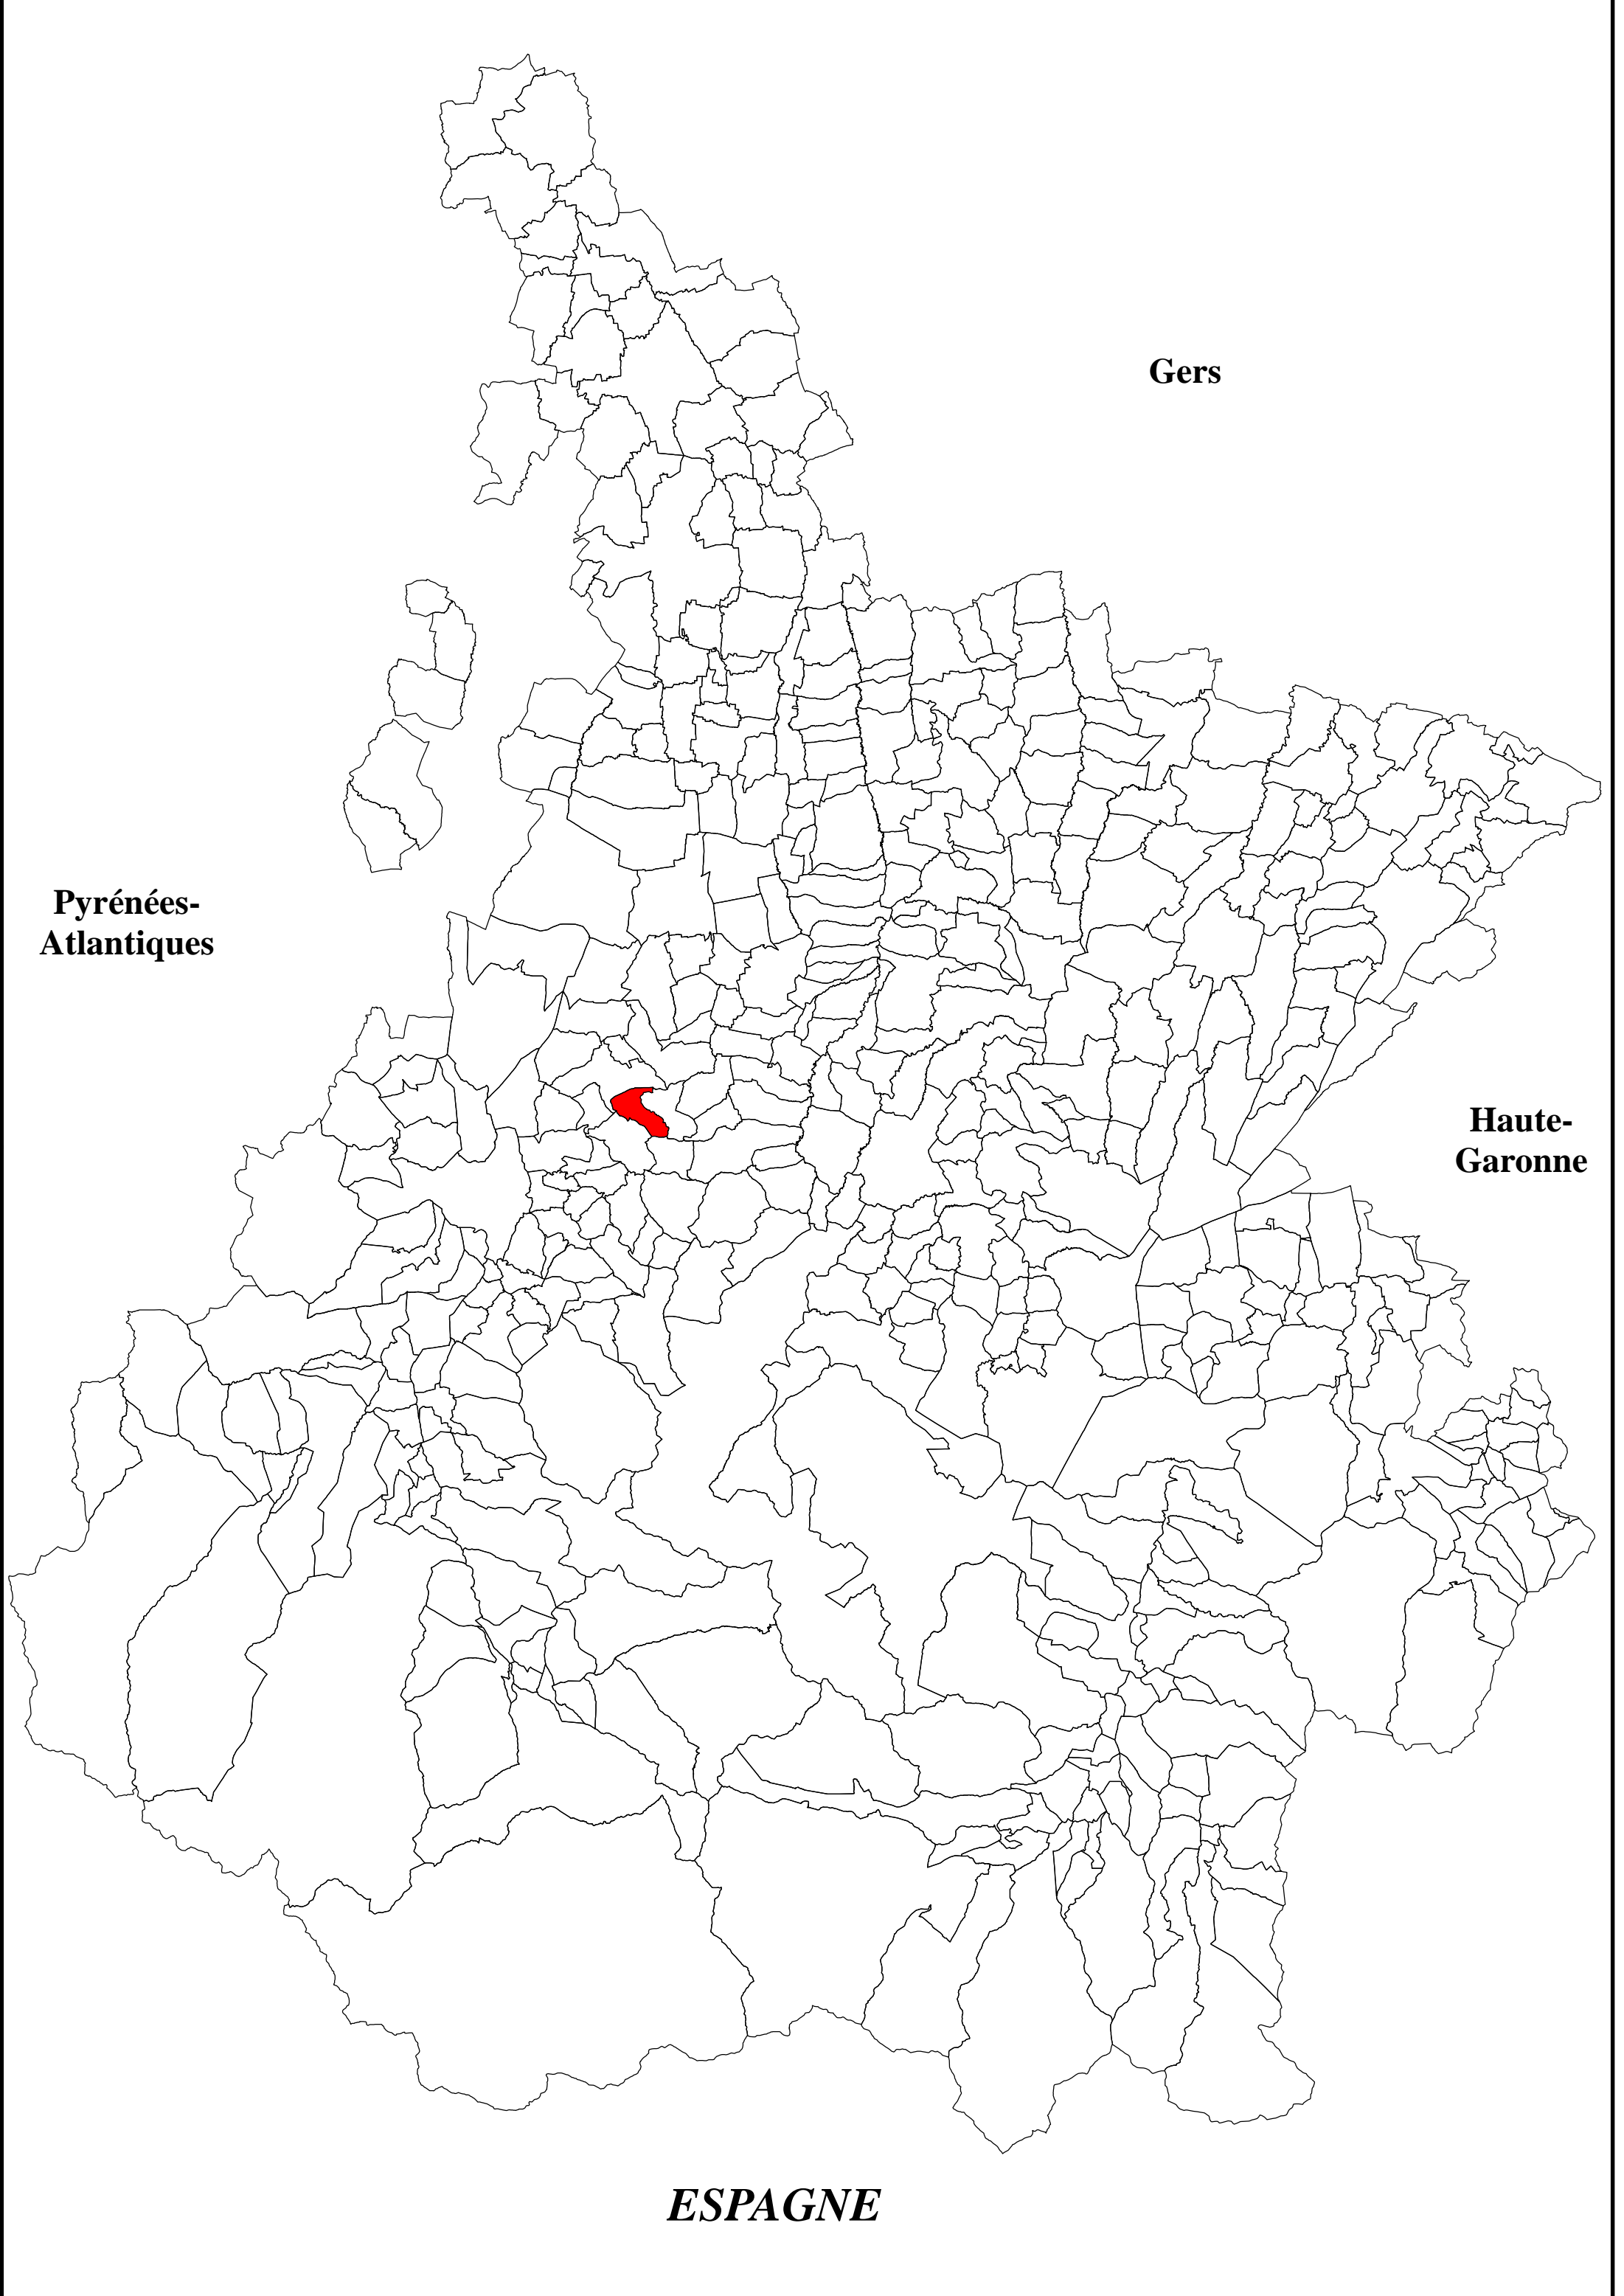 Gers
Pyrénées-
Atlantiques
Haute-
Garonne
ESPAGNE